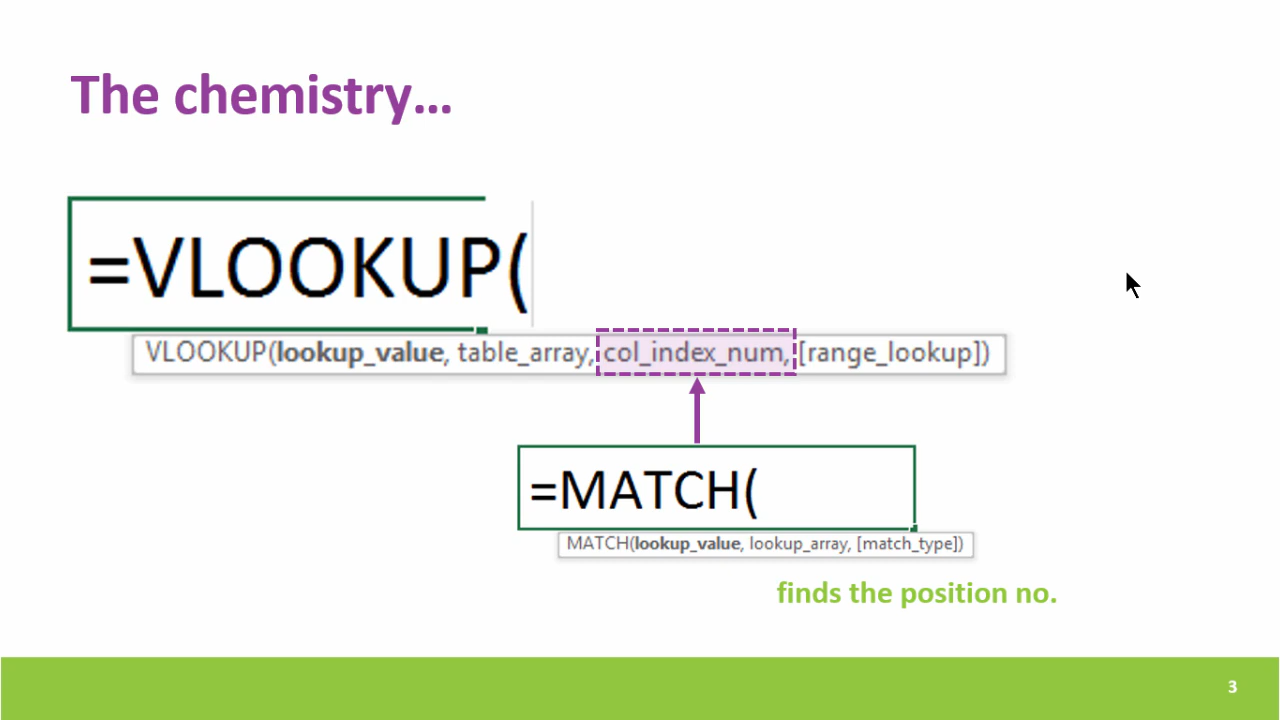 The chemistry…
=VLOOKUP(
VLOOKUP(lookup_value, table_array, col_index_num, [range_lookup])
=MATCH(
MATCH(lookup_value, lookup_array, [match_type])
finds the position no.
3